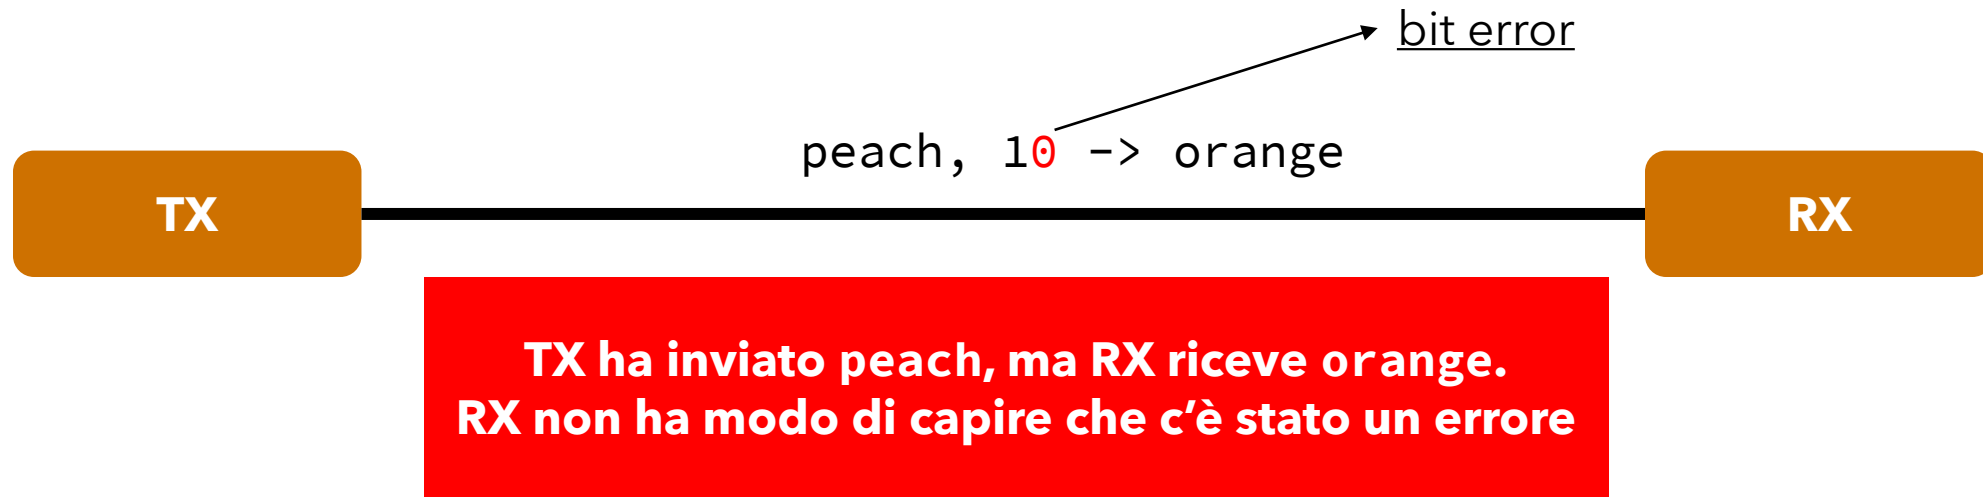 bit error
peach, 10 -> orange
TX
RX
TX ha inviato peach, ma RX riceve orange.
RX non ha modo di capire che c’è stato un errore